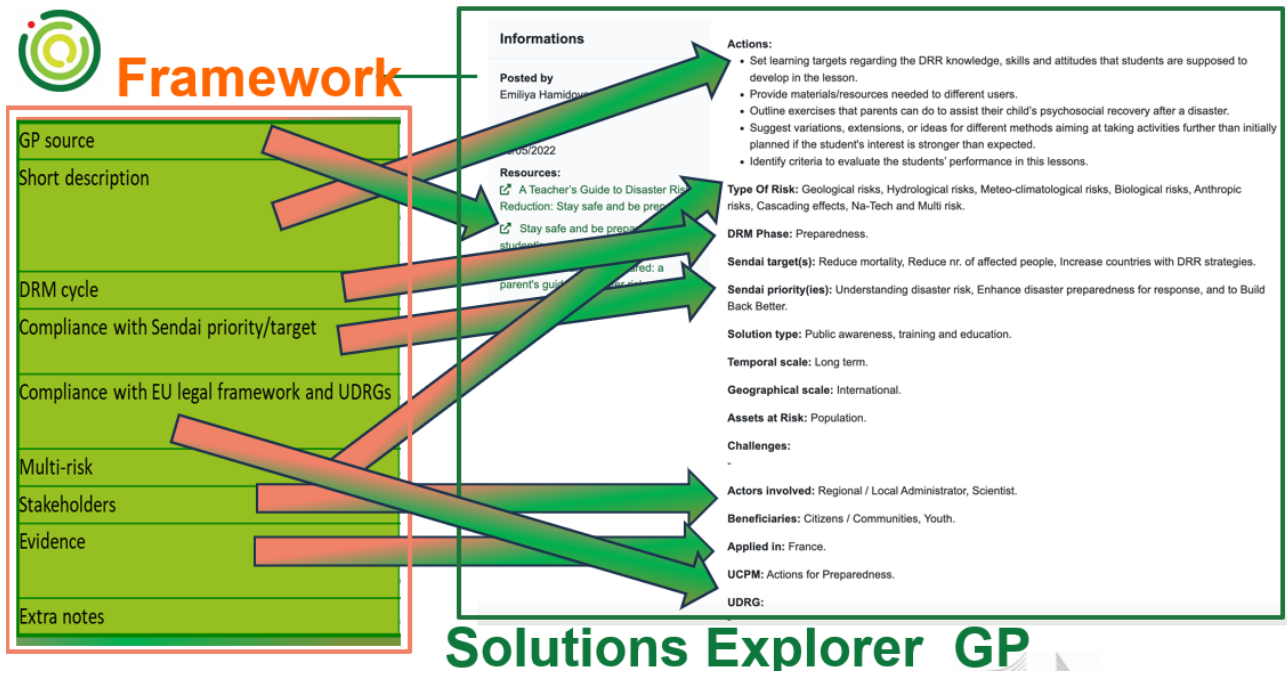 Framework
GP source
Short description
DRM cycle
Compliance with Sendai priority/target
Compliance with EU legal framework and UDRGs
Multi-risk
Stakeholders
Evidence
Extra notes
Informations
Posted by
Emiliya
/05/2022
Resources:
A Teacher's Guide to Disaster
Reduction: Stay safe and be
Stay safe and be
a
parent's
Actions:
• Set learning targets regarding the DRR knowledge, skills and attitudes that students are supposed to
develop in the lesson.
• Provide materials/resources needed to different users.
• Outline exercises that parents can do to assist their child's psychosocial recovery after a disaster.
• Suggest variations, extensions, or ideas for different methods aiming at taking activities further than initially
planned if the student's interest is stronger than expected.
• Identify criteria to evaluate the students' performance in this lessons.
Type Of Risk: Geological risks, Hydrological risks, Meteo-climatological risks, Biological risks, Anthropic
risks, Cascading effects, Na-Tech and Multi risk.
DRM Phase: Preparedness.
Sendai target(s): Reduce mortality, Reduce nr. of affected people, Increase countries with DRR strategies.
Sendai priority(ies): Understanding disaster risk, Enhance disaster preparedness for response, and to Build
Back Better.
Solution type: Public awareness, training and education.
Temporal scale: Long term.
Geographical scale: International.
Assets at Risk: Population.
Challenges:
-
Actors involved: Regional / Local Administrator, Scientist.
Beneficiaries: Citizens / Communities, Youth.
Applied in: France.
UCPM: Actions for Preparedness.
UDRG:
Solutions Explorer GP